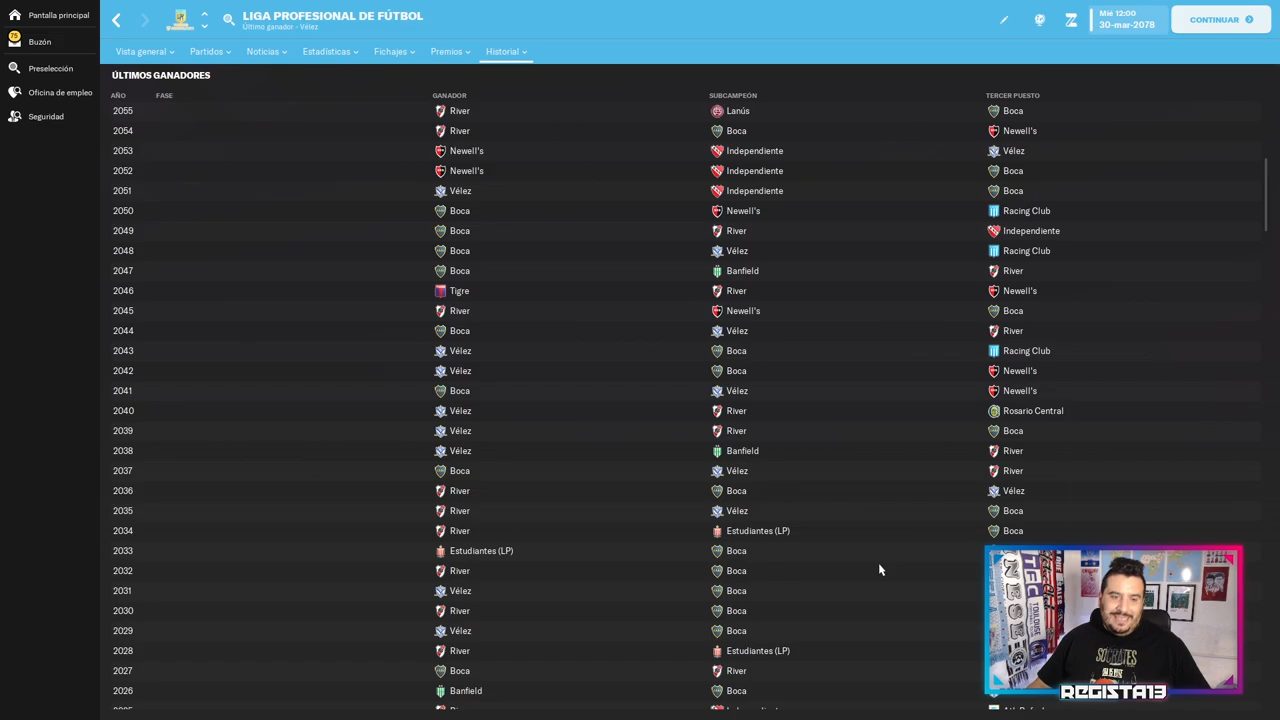 Pantalla principal
75
Buzón
Preselección
Oficina de empleo
Seguridad
LIGA PROFESIONAL DE FÚTBOL
Último ganador - Vélez
Mié 12:00
30-mar-2078
CONTINUAR
Vista general
Partidos
Noticias
Estadísticas
Fichajes
Premios
Historial
ÚLTIMOS GANADORES
AÑO FASE GANADOR SUBCAMPEÓN TERCER PUESTO
2055 River Lanús Boca
2054 River Boca Newell's
2053 Newell's Independiente Vélez
2052 Newell's Independiente Boca
2051 Vélez Independiente Boca
2050 Boca Newell's Racing Club
2049 Boca River Independiente
2048 Boca Vélez Racing Club
2047 Boca Banfield River
2046 Tigre River Newell's
2045 River Newell's Boca
2044 Boca Vélez River
2043 Vélez Boca Racing Club
2042 Vélez Boca Newell's
2041 Boca Vélez Newell's
2040 Vélez River Rosario Central
2039 Vélez River Boca
2038 Vélez Banfield River
2037 Boca Vélez River
2036 River Boca Vélez
2035 River Vélez Boca
2034 River Estudiantes (LP) Boca
2033 Estudiantes (LP) Boca
2032 River Boca
2031 Vélez Boca
2030 River Boca
2029 Vélez Boca
2028 River Estudiantes (LP)
2027 Boca River
2026 Banfield Boca
TOULOUSE
SOCRATES
REGISTA13